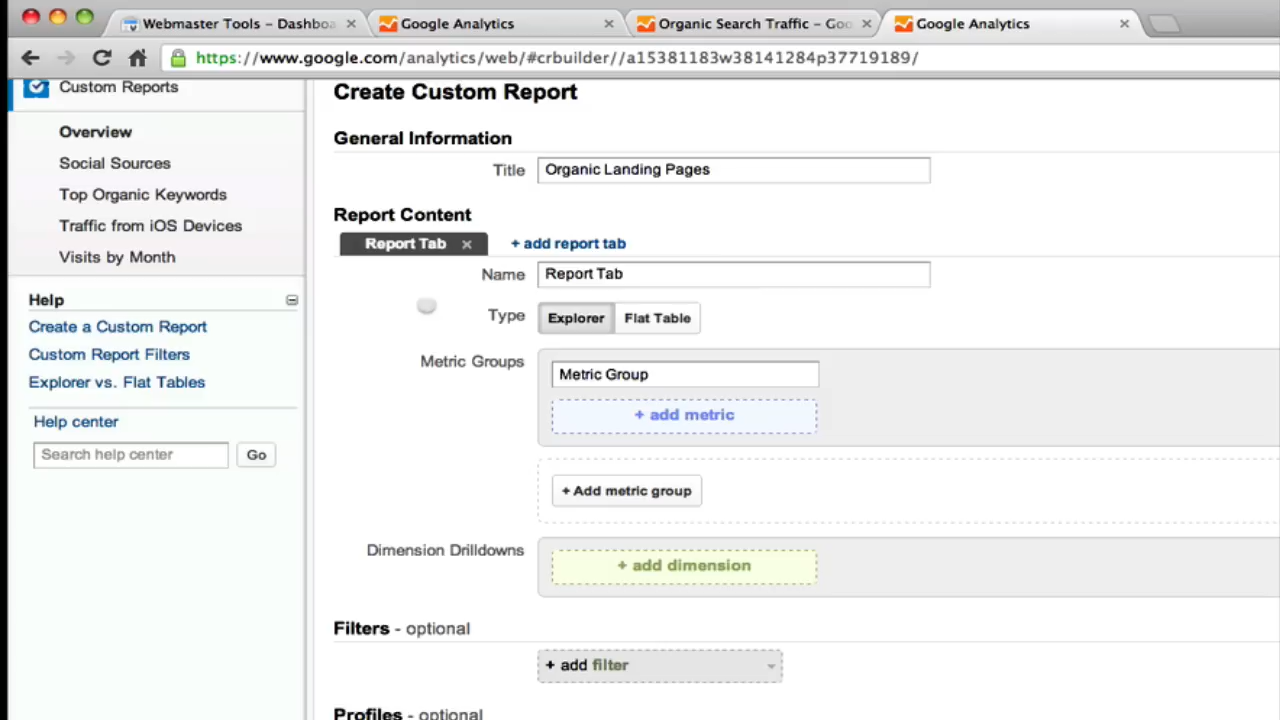 Webmaster Tools – Dashboa
Google Analytics
Organic Search Traffic – Goo
Google Analytics
https://www.google.com/analytics/web/#crbuilder//a15381183w38141284p37719189/
Custom Reports
Overview
Social Sources
Top Organic Keywords
Traffic from iOS Devices
Visits by Month
Help
Create a Custom Report
Custom Report Filters
Explorer vs. Flat Tables
Help center
Search help center
Go
Create Custom Report
General Information
Title Organic Landing Pages
Report Content
Report Tab x + add report tab
Name Report Tab
Type Explorer Flat Table
Metric Groups Metric Group
+ add metric
+ Add metric group
Dimension Drilldowns + add dimension
Filters - optional
+ add filter
Profiles - optional